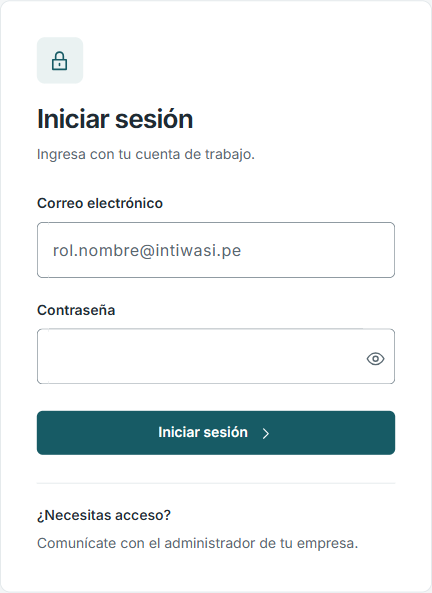 Iniciar sesión
Ingresa con tu cuenta de trabajo.
Correo electrónico
rol.nombre@intiwasi.pe
Contraseña
Iniciar sesión
¿Necesitas acceso?
Comunícate con el administrador de tu empresa.